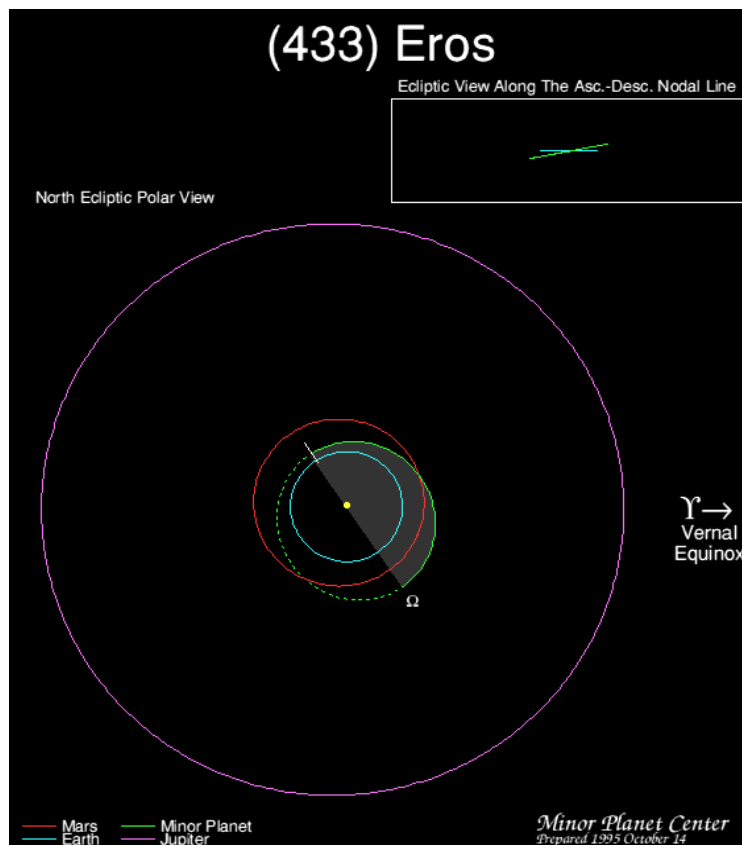 (433) Eros
Ecliptic View Along The Asc.-Desc. Nodal Line
North Ecliptic Polar View
♈→
Vernal
Equinox
Ω
Mars
Minor Planet
Earth
Jupiter
Minor Planet Center
Prepared 1995 October 14